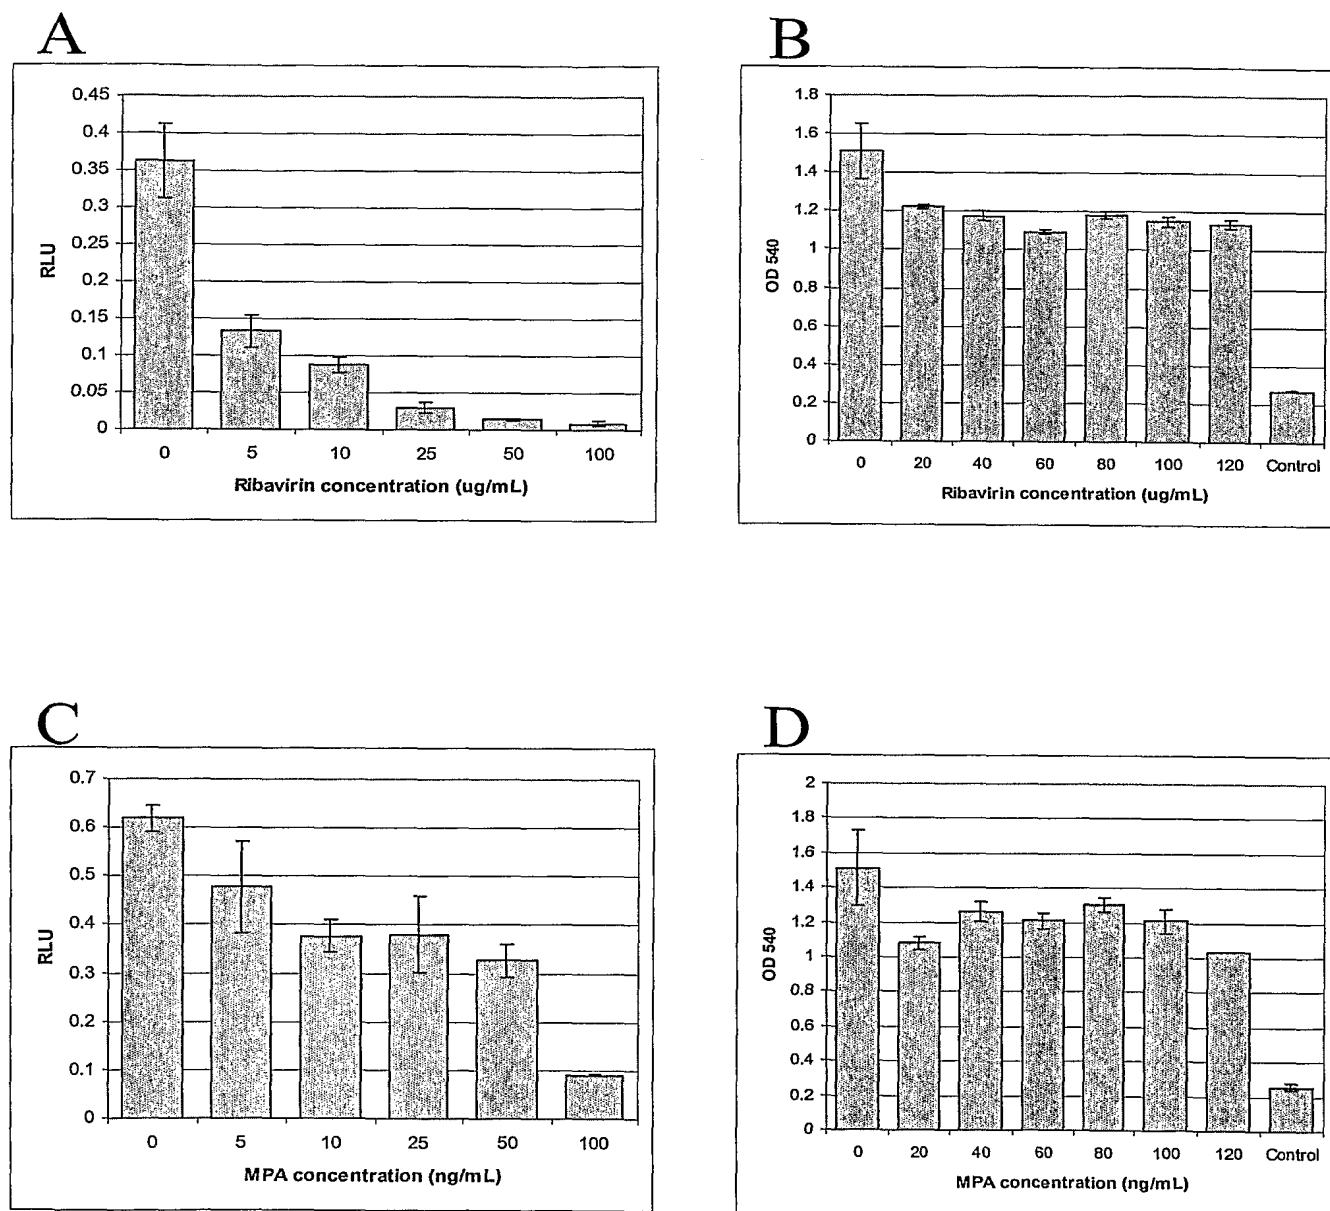 A
0.45
0.4
0.35
0.3
0.25
0.2
0.15
0.1
0.05
0
RLU
0 5 10 25 50 100
Ribavirin concentration (ug/mL)
B
1.8
1.6
1.4
1.2
1
0.8
0.6
0.4
0.2
0
OD 540
0 20 40 60 80 100 120 Control
Ribavirin concentration (ug/mL)
C
0.7
0.6
0.5
0.4
0.3
0.2
0.1
0
RLU
0 5 10 25 50 100
MPA concentration (ng/mL)
D
2
1.8
1.6
1.4
1.2
1
0.8
0.6
0.4
0.2
0
OD 540
0 20 40 60 80 100 120 Control
MPA concentration (ng/mL)